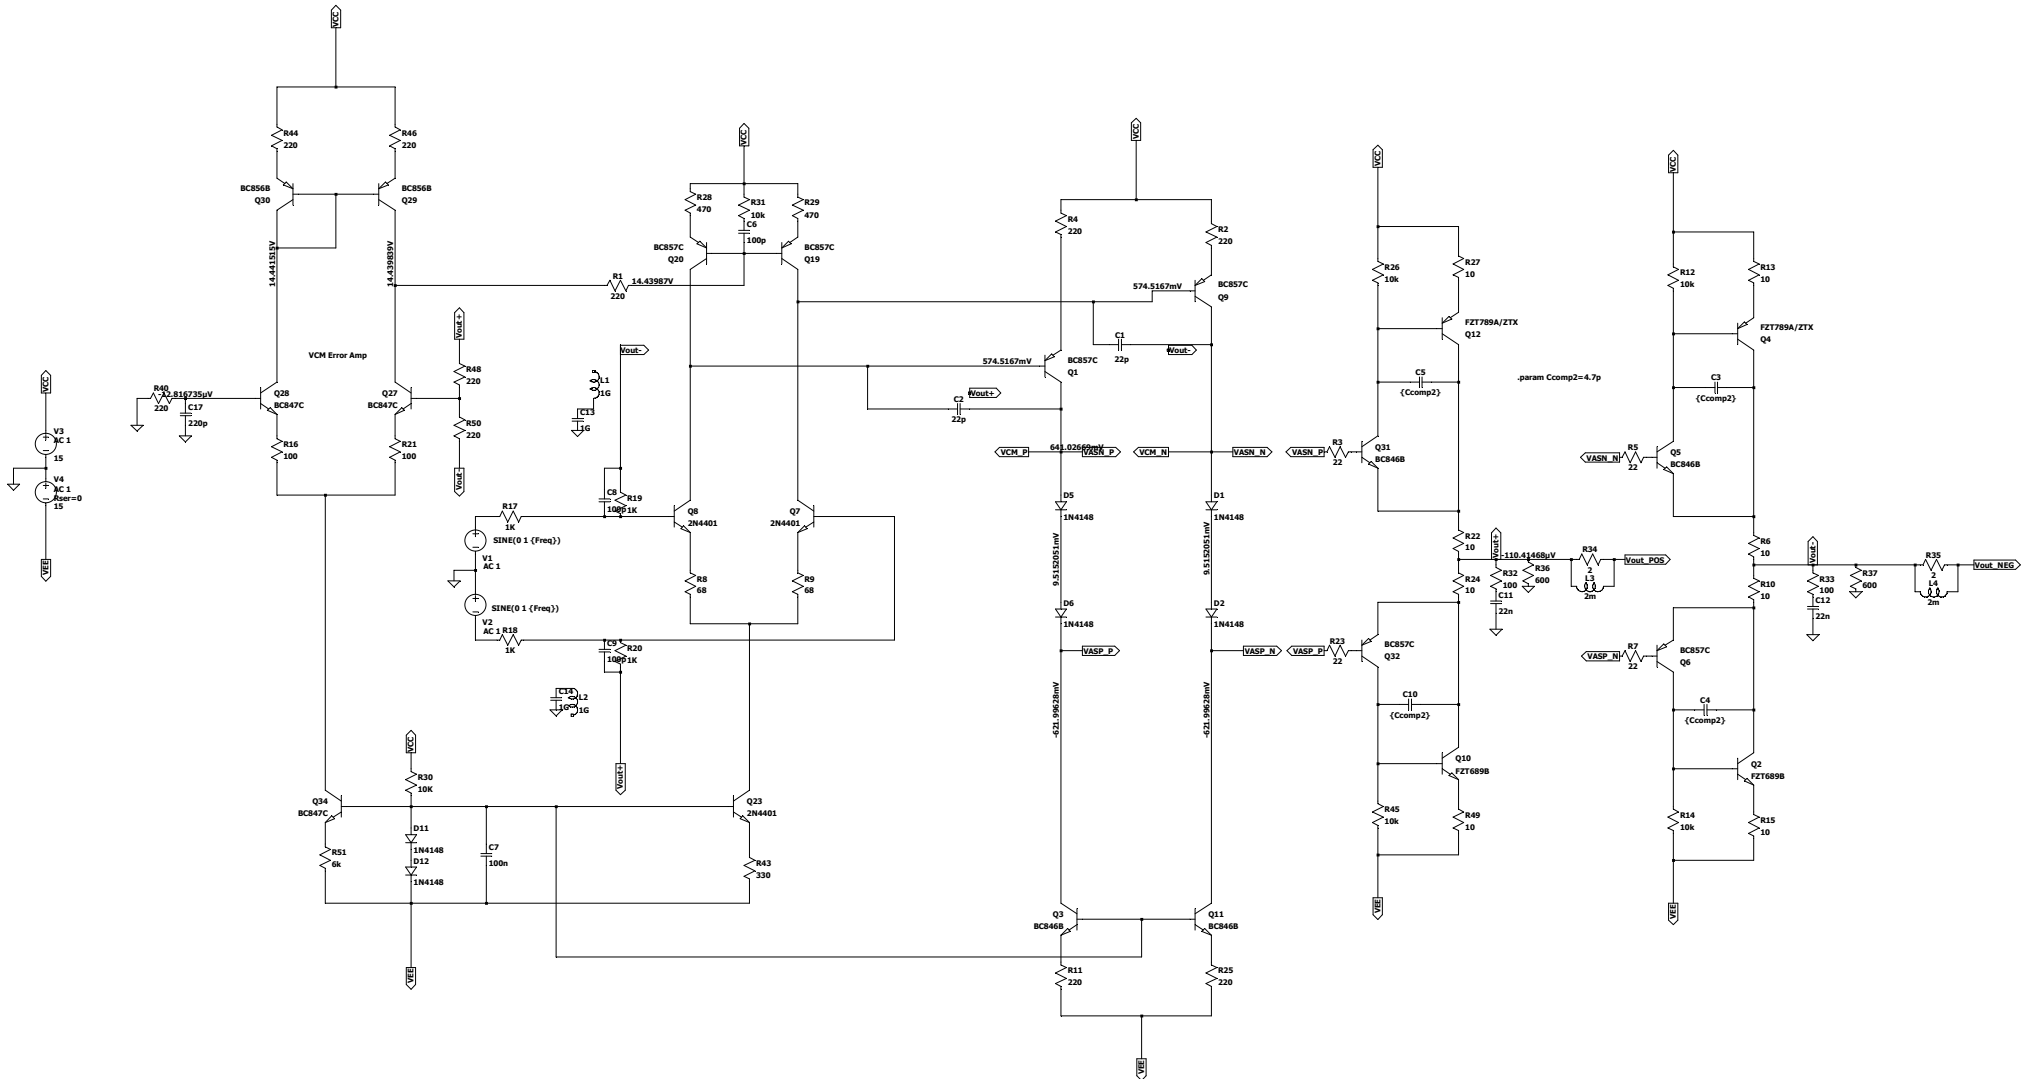 VCC
R44
220
R46
220
BC856B
Q30
BC856B
Q29
14.441515V
14.439839V
VCM Error Amp
R40
220
-12.816735µV
C17
220p
Q28
BC847C
Q27
BC847C
R16
100
R21
100
Vout+
R48
220
R50
220
Vout-
VCC
V3
AC 1
15
V4
AC 1
Rser=0
15
VEE
R1
220
14.43987V
VCC
R28
470
R31
10k
C6
100p
R29
470
BC857C
Q20
BC857C
Q19
Vout-
L1
1G
C13
1G
C8
100p
R19
1K
R17
1K
SINE(0 1 {Freq})
V1
AC 1
SINE(0 1 {Freq})
V2
AC 1
R18
1K
C9
100p
R20
1K
C14
1G
L2
1G
Vout+
Q8
2N4401
Q7
2N4401
R8
68
R9
68
Q34
BC847C
R51
6k
VCC
R30
10K
D11
1N4148
D12
1N4148
C7
100n
VEE
Q23
2N4401
R43
330
VCC
R4
220
R2
220
574.5167mV
BC857C
Q9
574.5167mV
BC857C
Q1
C1
22p
Vout-
C2
22p
Vout+
VCM_P
641.02669mV
VASN_P
VCM_N
VASN_N
D5
1N4148
D1
1N4148
9.5152051mV
9.5152051mV
D6
1N4148
D2
1N4148
VASP_P
VASP_N
-621.99628mV
-621.99628mV
Q3
BC846B
Q11
BC846B
R11
220
R25
220
VEE
VCC
R26
10k
R27
10
FZT789A/ZTX
Q12
C5
{Ccomp2}
VASN_P
R3
22
Q31
BC846B
R22
10
R24
10
Vout+
-110.41468µV
R32
100
C11
22n
R36
600
R34
2
L3
2m
Vout_POS
VASP_P
R23
22
BC857C
Q32
C10
{Ccomp2}
Q10
FZT689B
R45
10k
R49
10
VEE
.param Ccomp2=4.7p
VCC
R12
10k
R13
10
FZT789A/ZTX
Q4
C3
{Ccomp2}
VASN_N
R5
22
Q5
BC846B
R6
10
R10
10
Vout-
R33
100
C12
22n
R37
600
R35
2
L4
2m
Vout_NEG
VASP_N
R7
22
BC857C
Q6
C4
{Ccomp2}
Q2
FZT689B
R14
10k
R15
10
VEE